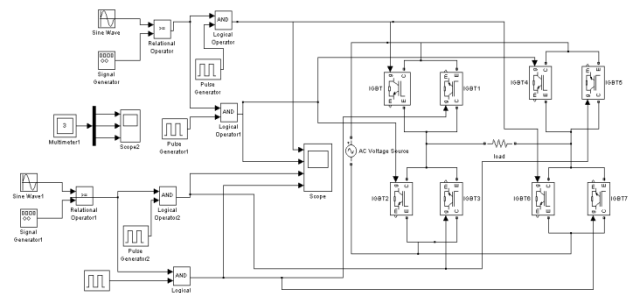 Sine Wave
>=
Relational
Operator
AND
Logical
Operator
Signal
Generator
Pulse
Generator
AND
Logical
Operator1
Pulse
Generator1
Multimeter1
Scope2
Scope
AC Voltage Source
load
IGBT
IGBT1
IGBT4
IGBT5
IGBT2
IGBT3
IGBT6
IGBT7
Sine Wave1
>=
Relational
Operator1
AND
Logical
Operator2
Signal
Generator1
Pulse
Generator2
AND
Logical